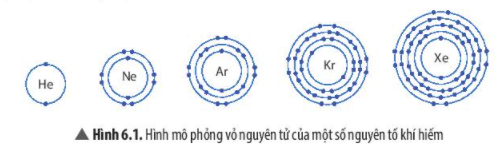 He Ne Ar Kr Xe
▲ Hình 6.1. Hình mô phỏng vỏ nguyên tử của một số nguyên tố khí hiếm